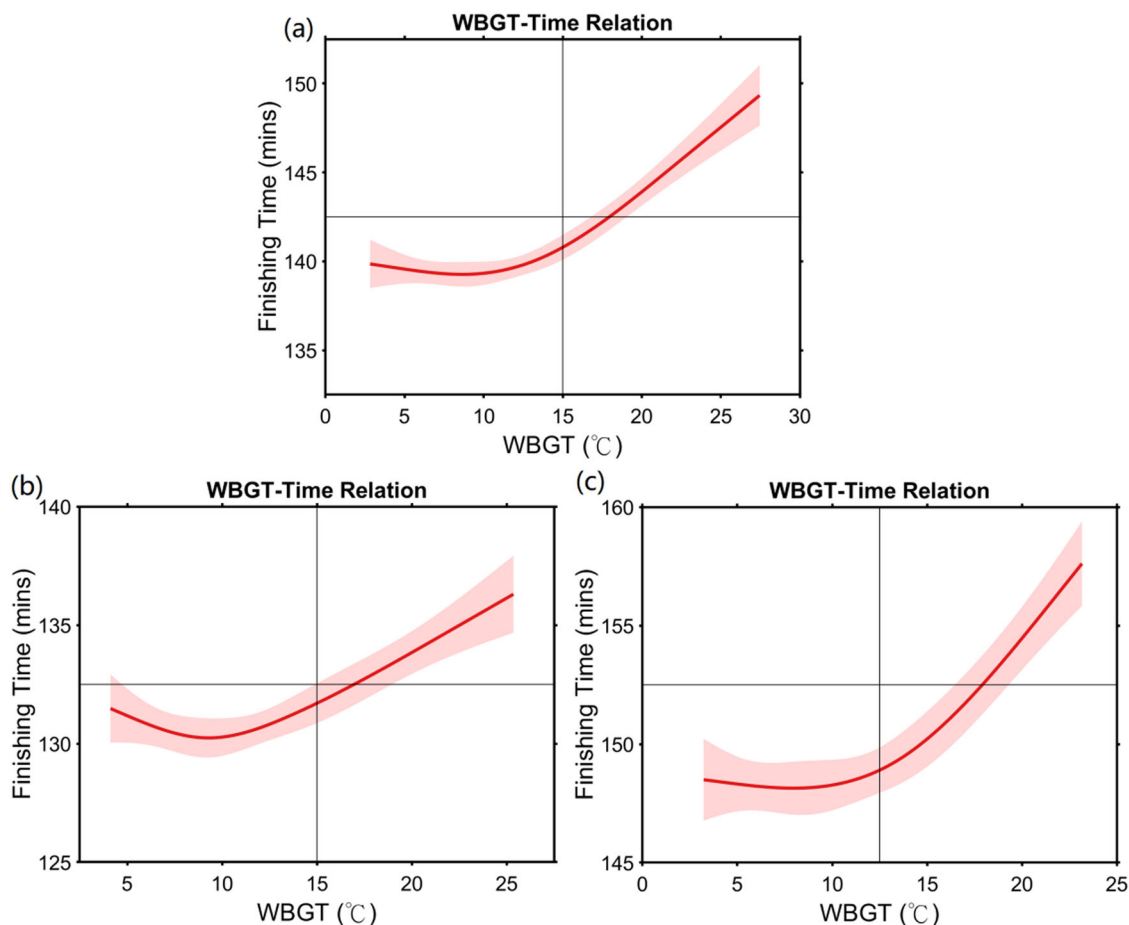 (a)
WBGT-Time Relation
Finishing Time (mins)
150
145
140
135
0 5 10 15 20 25 30
WBGT (℃)
(b)
WBGT-Time Relation
Finishing Time (mins)
140
135
130
125
5 10 15 20 25
WBGT (℃)
(c)
WBGT-Time Relation
Finishing Time (mins)
160
155
150
145
0 5 10 15 20 25
WBGT (℃)